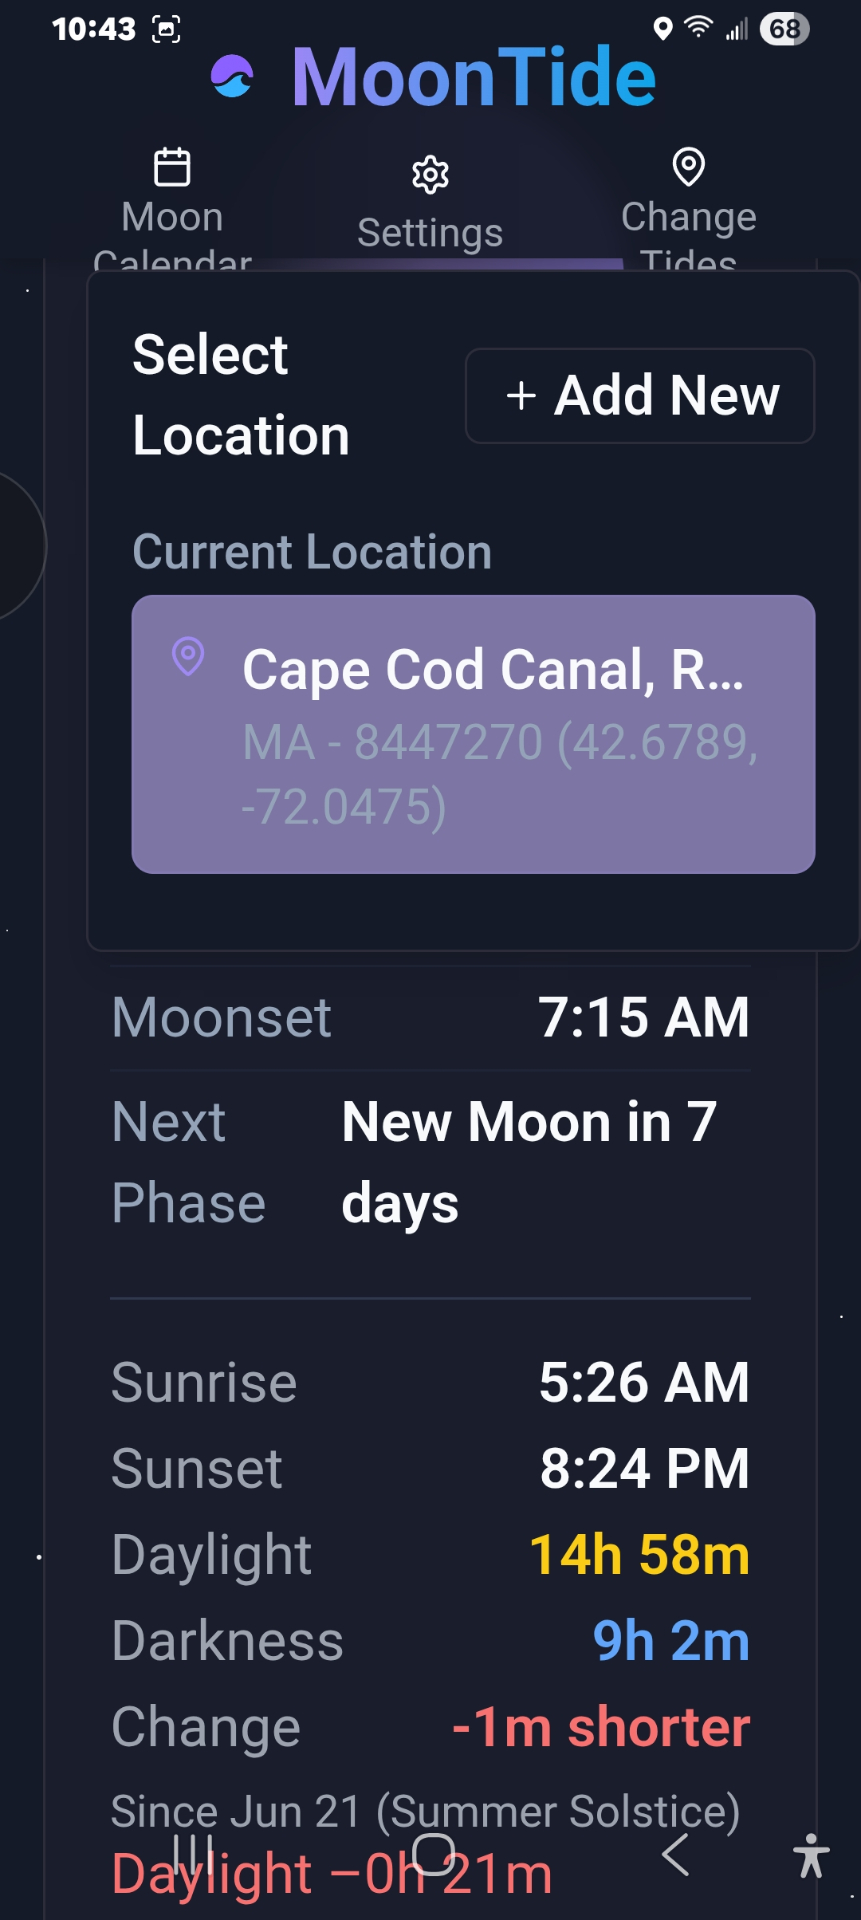 10:43
68
MoonTide
Moon
Calendar
Settings
Change
Tides
Select
Location
+ Add New
Current Location
Cape Cod Canal, R...
MA - 8447270 (42.6789,
-72.0475)
Moonset 7:15 AM
Next Phase
New Moon in 7 days
Sunrise 5:26 AM
Sunset 8:24 PM
Daylight 14h 58m
Darkness 9h 2m
Change -1m shorter
Since Jun 21 (Summer Solstice)
Daylight −0h 21m